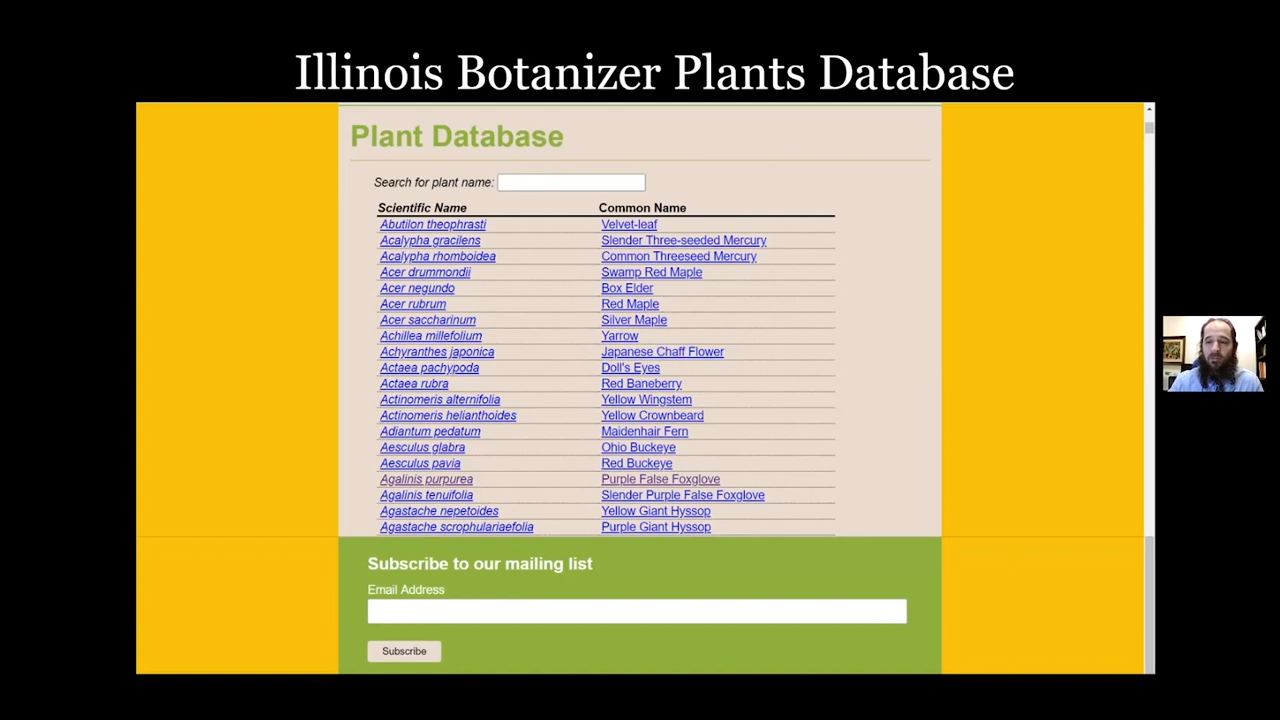 Illinois Botanizer Plants Database
Plant Database
Search for plant name:
Scientific Name Common Name
Abutilon theophrasti Velvet-leaf
Acalypha gracilens Slender Three-seeded Mercury
Acalypha rhomboidea Common Threeseed Mercury
Acer drummondii Swamp Red Maple
Acer negundo Box Elder
Acer rubrum Red Maple
Acer saccharinum Silver Maple
Achillea millefolium Yarrow
Achyranthes japonica Japanese Chaff Flower
Actaea pachypoda Doll's Eyes
Actaea rubra Red Baneberry
Actinomeris alternifolia Yellow Wingstem
Actinomeris helianthoides Yellow Crownbeard
Adiantum pedatum Maidenhair Fern
Aesculus glabra Ohio Buckeye
Aesculus pavia Red Buckeye
Agalinis purpurea Purple False Foxglove
Agalinis tenuifolia Slender Purple False Foxglove
Agastache nepetoides Yellow Giant Hyssop
Agastache scrophulariaefolia Purple Giant Hyssop
Subscribe to our mailing list
Email Address
Subscribe